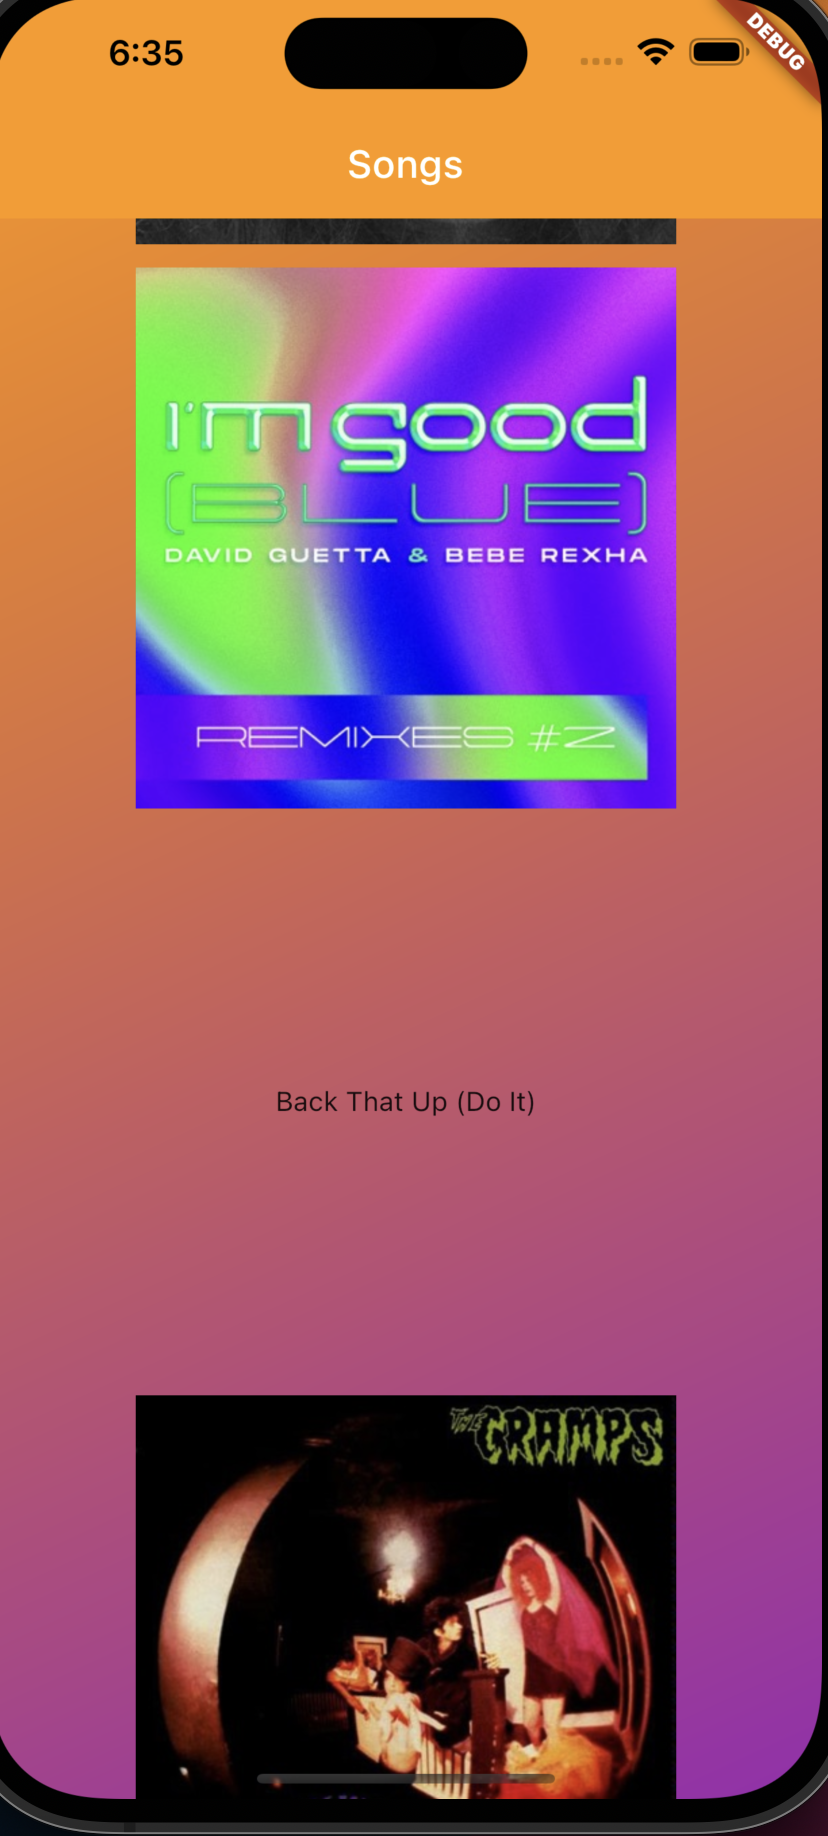 6:35
DEBUG
Songs
I'm good
(BLUE)
DAVID GUETTA & BEBE REXHA
REMIXES #2
Back That Up (Do It)
THE CRAMPS